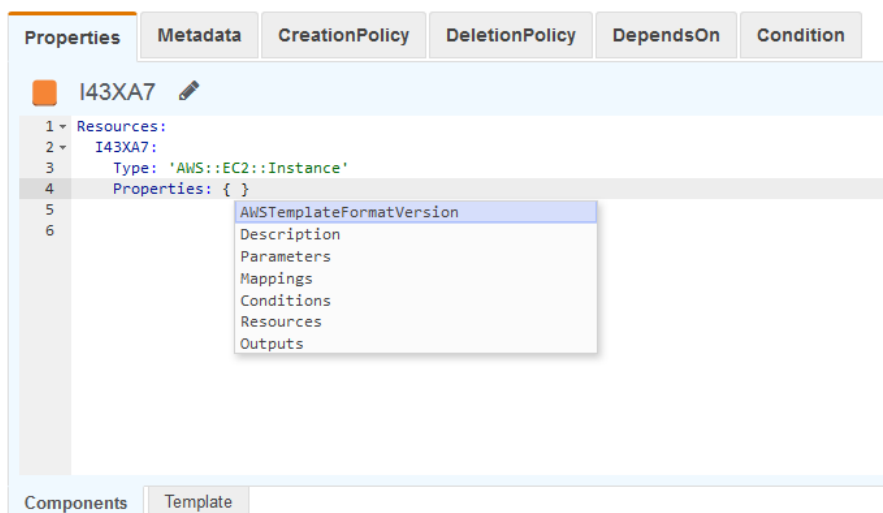 Properties Metadata CreationPolicy DeletionPolicy DependsOn Condition
I43XA7
1 Resources:
2 I43XA7:
3 Type: 'AWS::EC2::Instance'
4 Properties: { }
5
6
AWSTemplateFormatVersion
Description
Parameters
Mappings
Conditions
Resources
Outputs
Components Template